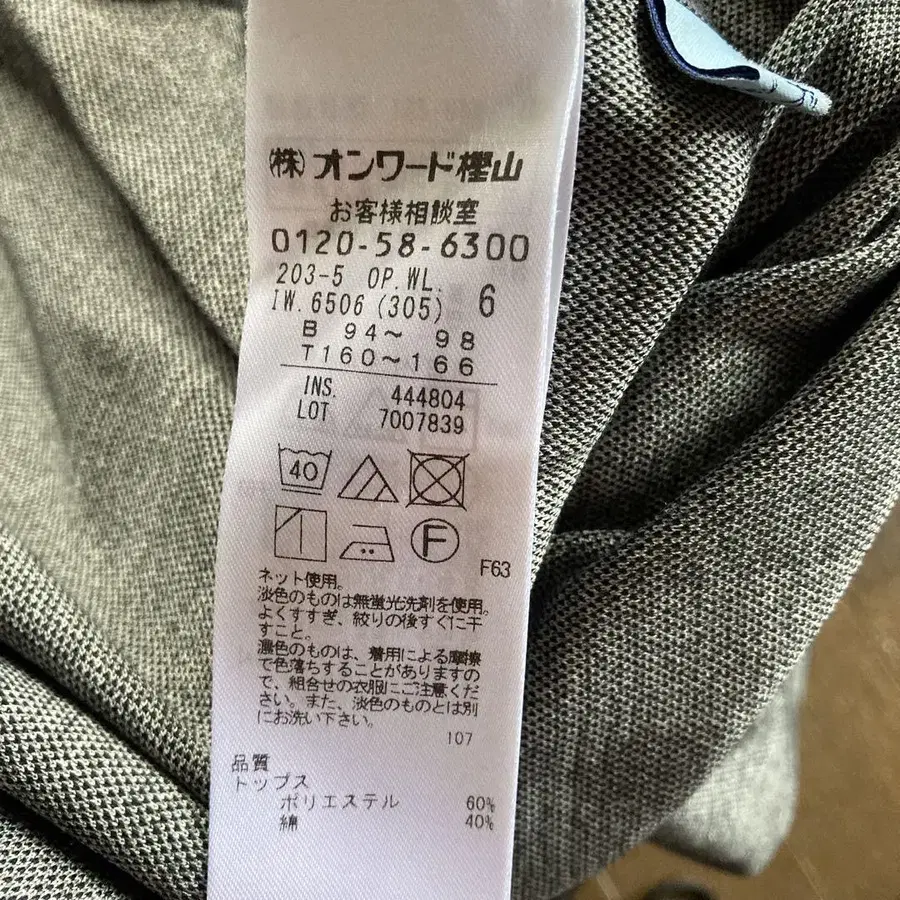 (株)オンワード樫山
お客様相談室
0120-58-6300
203-5 OP.WL.
IW.6506(305) 6
B 94～ 98
T160～166
INS. 444804
LOT 7007839
40
F
F63
ネット使用。
淡色のものは無蛍光洗剤を使用。
よくすすぎ、絞りの後すぐに干
すこと。
濃色のものは、着用による摩擦
で色落ちすることがありますの
で、組合せの衣服にご注意くだ
さい。また、淡色のものとは別
にお洗い下さい。
107
品質
トップス
ポリエステル 60%
綿 40%